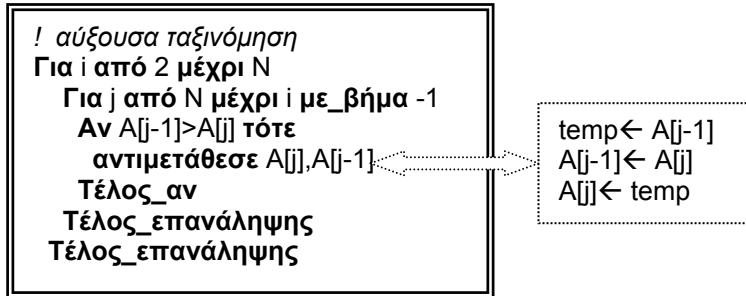 ! αύξουσα ταξινόμηση
Για i από 2 μέχρι N
Για j από N μέχρι i με_βήμα -1
Αν A[j-1]>A[j] τότε
αντιμετάθεσε A[j],A[j-1]
Τέλος_αν
Τέλος_επανάληψης
Τέλος_επανάληψης
temp← A[j-1]
A[j-1]← A[j]
A[j]← temp